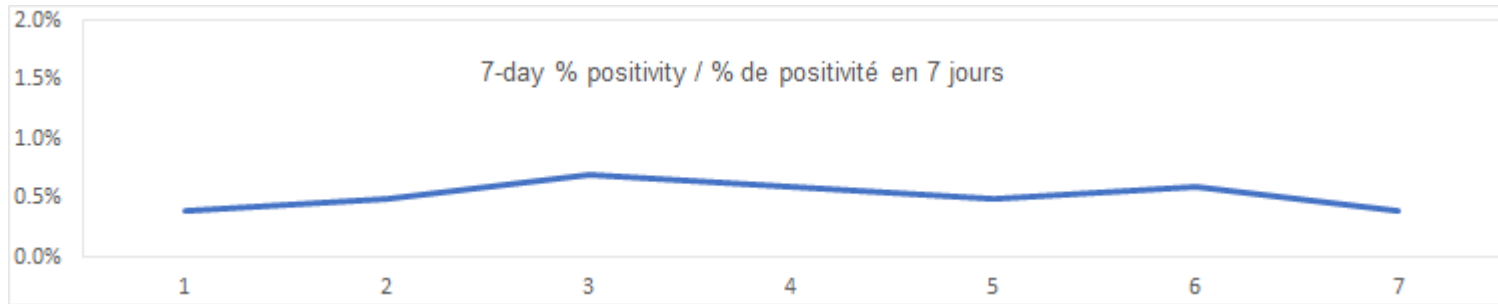 2.0%
7-day % positivity / % de positivité en 7 jours
1.5%
1.0%
0.5%
0.0%
1 2 3 4 5 6 7